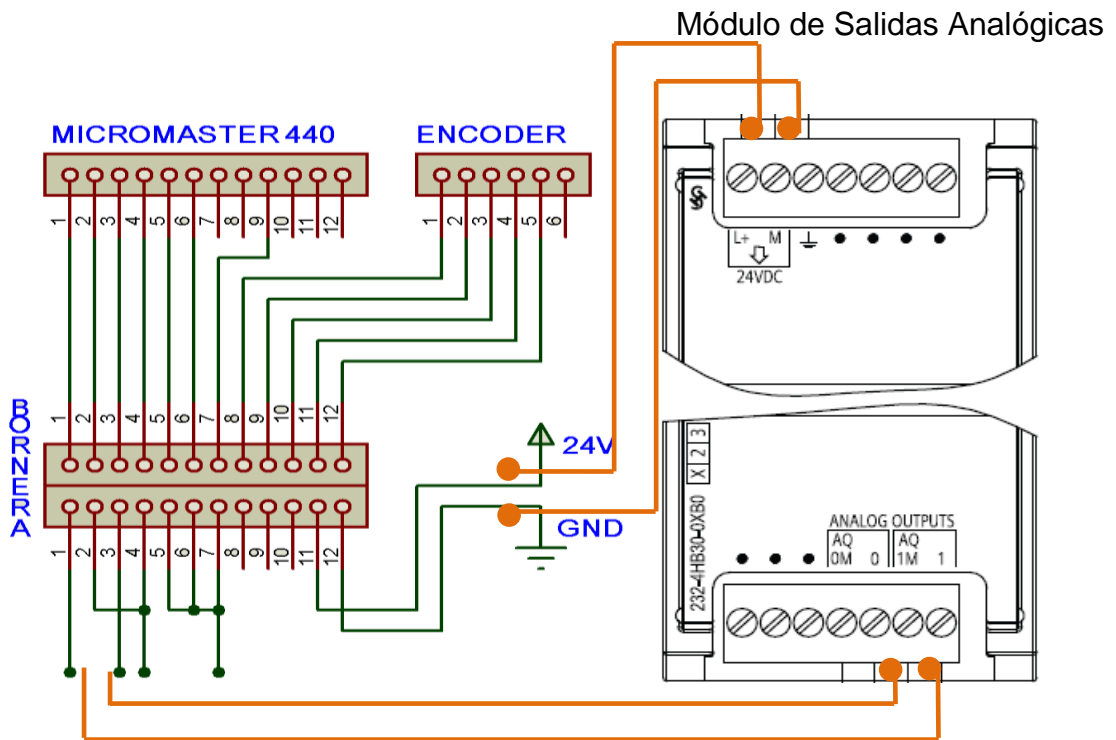 Módulo de Salidas Analógicas
MICROMASTER 440
ENCODER
1 2 3 4 5 6 7 8 9 10 11 12
1 2 3 4 5 6
L+ M
24VDC
1 2 3 4 5 6 7 8 9 10 11 12
BORNERA
24V
GND
1 2 3 4 5 6 7 8 9 10 11 12
X 2 3
232-4HB30-0XB0
ANALOG OUTPUTS
AQ AQ
0M 0 1M 1